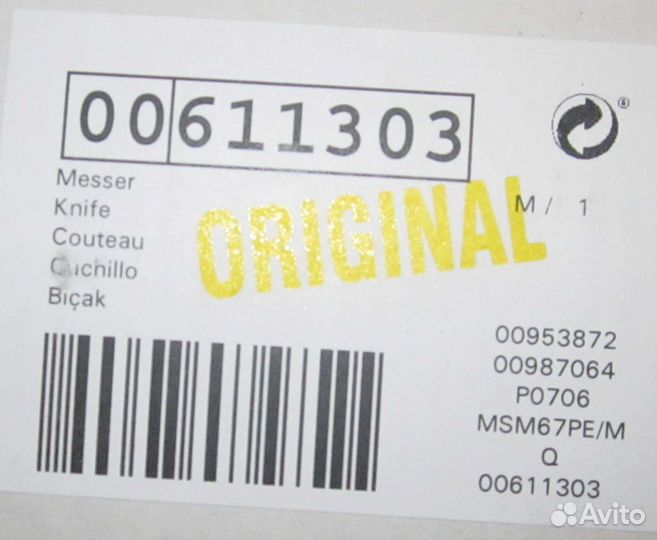 00611303
Messer
Knife
Couteau
Cuchillo
Bıçak
ORIGINAL
M / 1
00953872
00987064
P0706
MSM67PE/M
Q
00611303
®
Avito